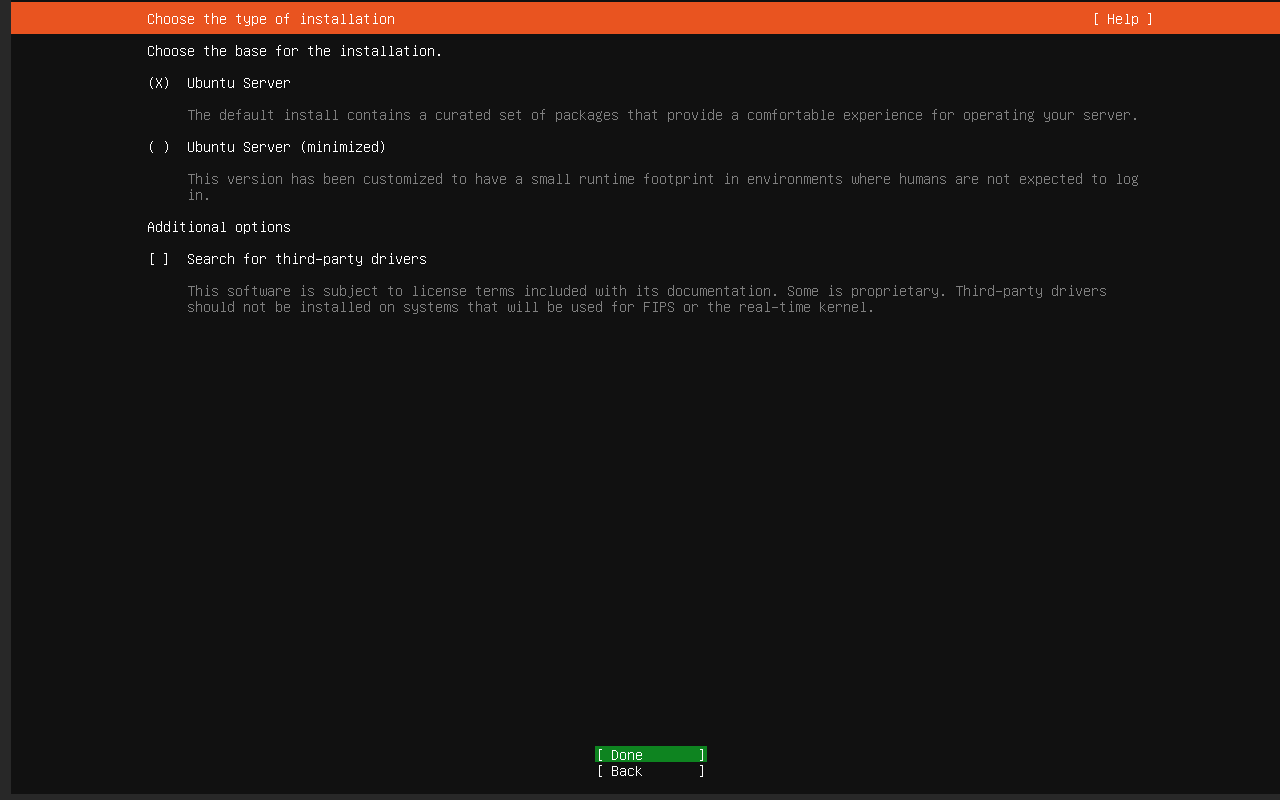 Choose the type of installation [ Help ]
Choose the base for the installation.
(X) Ubuntu Server
The default install contains a curated set of packages that provide a comfortable experience for operating your server.
( ) Ubuntu Server (minimized)
This version has been customized to have a small runtime footprint in environments where humans are not expected to log
in.
Additional options
[ ] Search for third-party drivers
This software is subject to license terms included with its documentation. Some is proprietary. Third-party drivers
should not be installed on systems that will be used for FIPS or the real-time kernel.
[ Done ]
[ Back ]